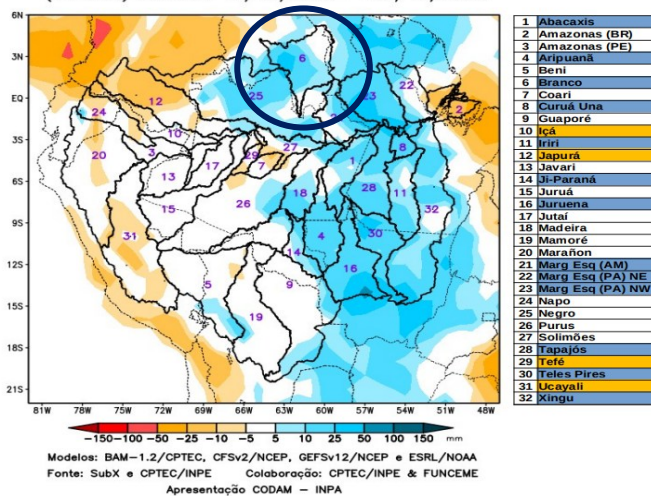 6N
6
3N
22
25
12
23
EQ
2
24
10
27
3
29
20
17
7
1
8
3S
13
28
18
11
6S
15
26
32
31
4
30
9S
14
16
12S
5
9
15S
19
18S
21S
81W 78W 75W 72W 69W 66W 63W 60W 57W 54W 51W 48W
-150 -100 -50 -25 -10 -5 5 10 25 50 100 150 mm
1 Abacaxis
2 Amazonas (BR)
3 Amazonas (PE)
4 Aripuanã
5 Beni
6 Branco
7 Coari
8 Curuá Una
9 Guaporé
10 Içá
11 Iriri
12 Japurá
13 Javari
14 Ji-Paraná
15 Juruá
16 Juruena
17 Jutaí
18 Madeira
19 Mamoré
20 Marañon
21 Marg Esq (AM)
22 Marg Esq (PA) NE
23 Marg Esq (PA) NW
24 Napo
25 Negro
26 Purus
27 Solimões
28 Tapajós
29 Tefé
30 Teles Pires
31 Ucayali
32 Xingu
Modelos: BAM-1.2/CPTEC, CFSv2/NCEP, GEFSv12/NCEP e ESRL/NOAA
Fonte: SubX e CPTEC/INPE Colaboração: CPTEC/INPE & FUNCEME
Apresentação CODAM - INPA